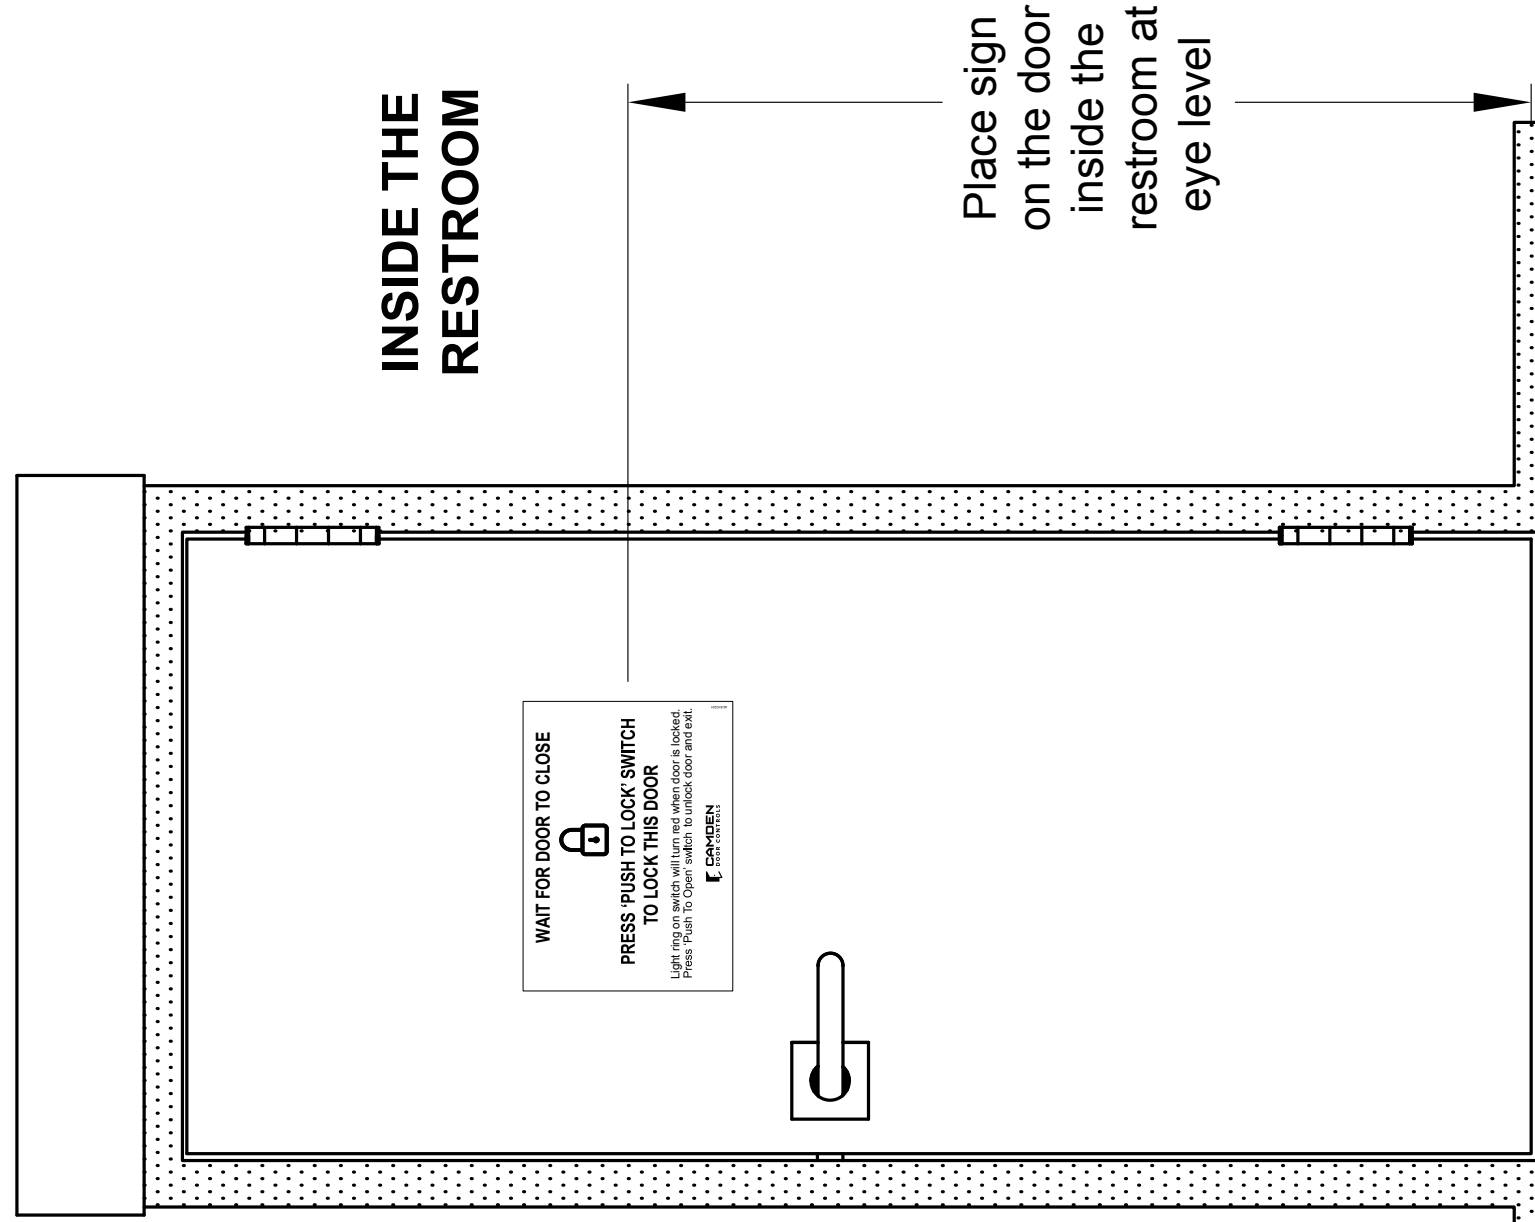 INSIDE THE
RESTROOM
Place sign
on the door
inside the
restroom at
eye level
WAIT FOR DOOR TO CLOSE
PRESS ‘PUSH TO LOCK’ SWITCH
TO LOCK THIS DOOR
Light ring on switch will turn red when door is locked.
Press ‘Push To Open’ switch to unlock door and exit.
CAMDEN
DOOR CONTROLS